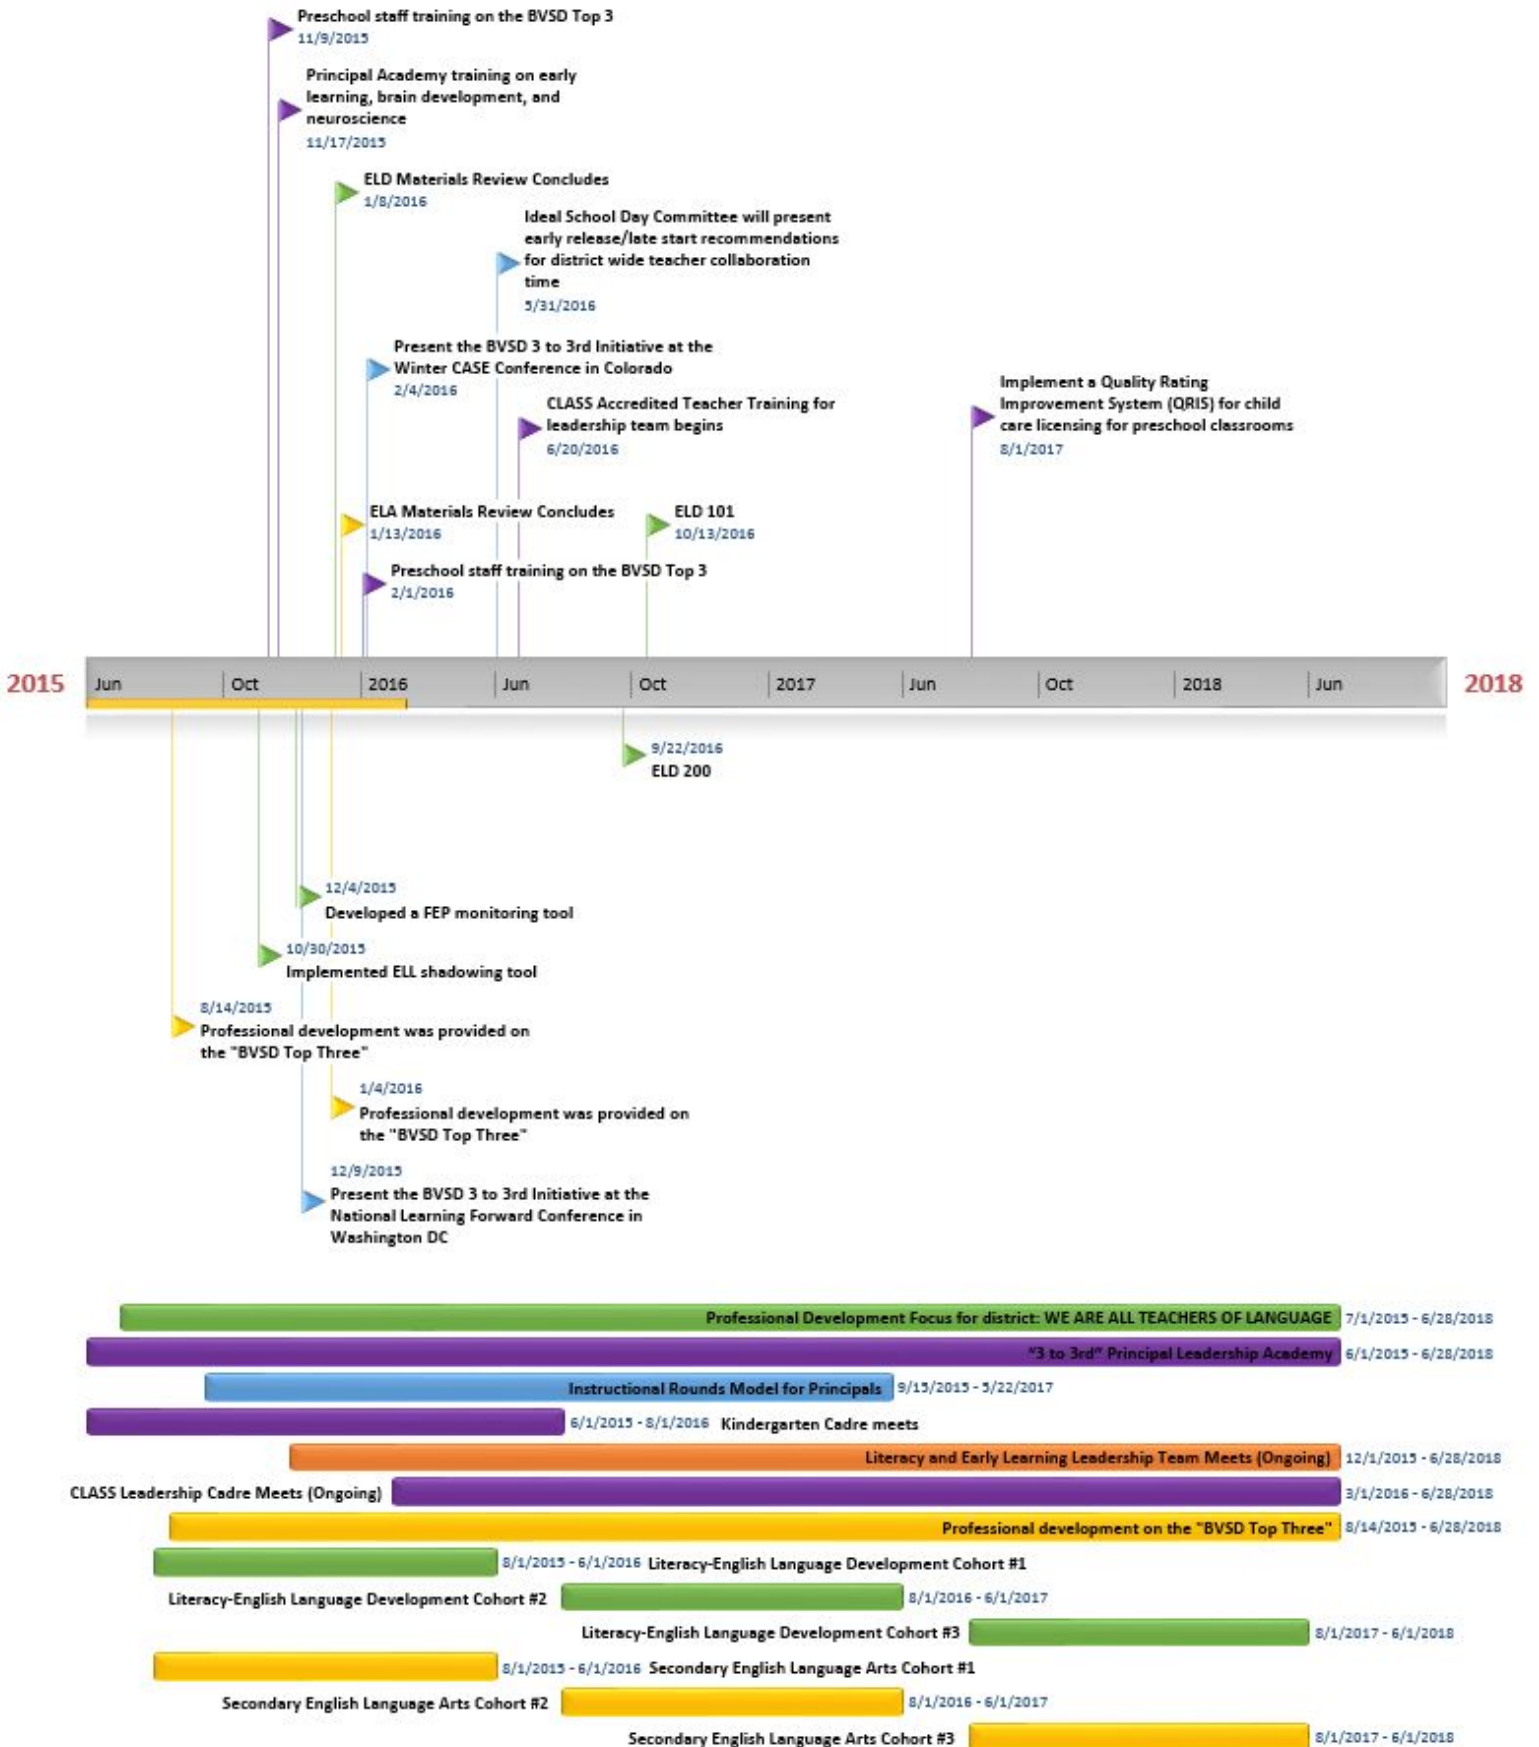 Preschool staff training on the BVSD Top 3
11/9/2015
Principal Academy training on early
learning, brain development, and
neuroscience
11/17/2015
ELD Materials Review Concludes
1/8/2016
Ideal School Day Committee will present
early release/late start recommendations
for district wide teacher collaboration
time
5/31/2016
Present the BVSD 3 to 3rd Initiative at the
Winter CASE Conference in Colorado
2/4/2016
CLASS Accredited Teacher Training for
leadership team begins
6/20/2016
Implement a Quality Rating
Improvement System (QRIS) for child
care licensing for preschool classrooms
8/1/2017
ELA Materials Review Concludes
1/13/2016
ELD 101
10/13/2016
Preschool staff training on the BVSD Top 3
2/1/2016
2015 Jun Oct 2016 Jun Oct 2017 Jun Oct 2018 Jun 2018
9/22/2016
ELD 200
12/4/2015
Developed a FEP monitoring tool
10/30/2015
Implemented ELL shadowing tool
8/14/2015
Professional development was provided on
the "BVSD Top Three"
1/4/2016
Professional development was provided on
the "BVSD Top Three"
12/9/2015
Present the BVSD 3 to 3rd Initiative at the
National Learning Forward Conference in
Washington DC
Professional Development Focus for district: WE ARE ALL TEACHERS OF LANGUAGE 7/1/2015 - 6/28/2018
"3 to 3rd" Principal Leadership Academy 6/1/2015 - 6/28/2018
Instructional Rounds Model for Principals 9/15/2015 - 5/22/2017
6/1/2015 - 8/1/2016 Kindergarten Cadre meets
Literacy and Early Learning Leadership Team Meets (Ongoing) 12/1/2015 - 6/28/2018
CLASS Leadership Cadre Meets (Ongoing) 3/1/2016 - 6/28/2018
Professional development on the "BVSD Top Three" 8/14/2015 - 6/28/2018
8/1/2015 - 6/1/2016 Literacy-English Language Development Cohort #1
Literacy-English Language Development Cohort #2 8/1/2016 - 6/1/2017
Literacy-English Language Development Cohort #3 8/1/2017 - 6/1/2018
8/1/2015 - 6/1/2016 Secondary English Language Arts Cohort #1
Secondary English Language Arts Cohort #2 8/1/2016 - 6/1/2017
Secondary English Language Arts Cohort #3 8/1/2017 - 6/1/2018